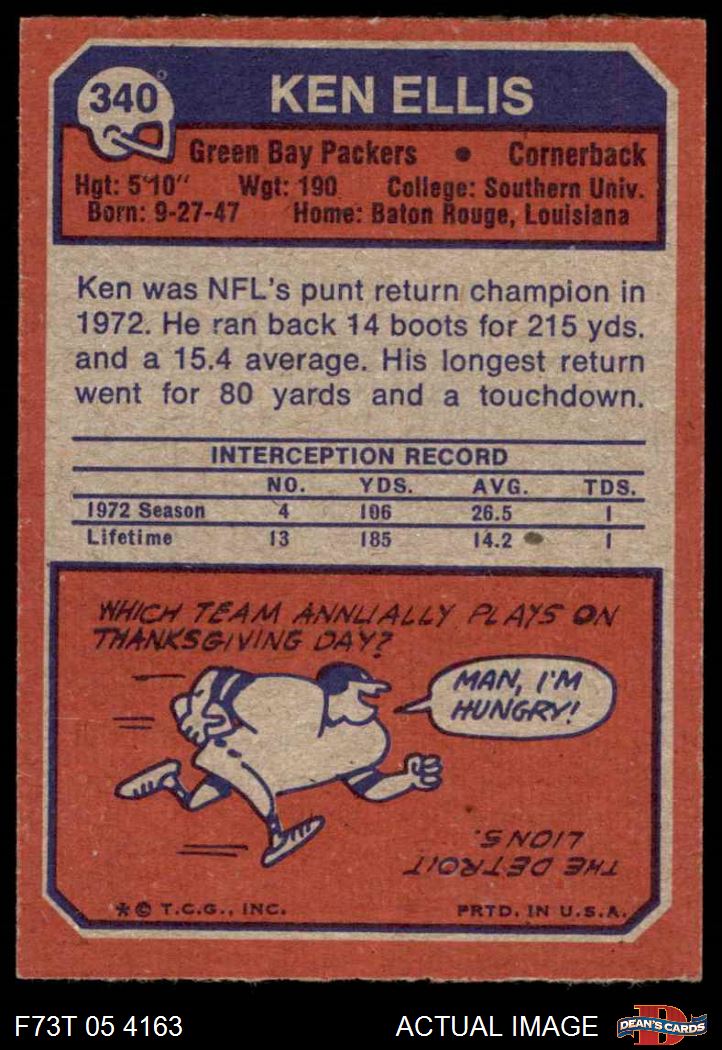 340
KEN ELLIS
Green Bay Packers • Cornerback
Hgt: 5'10" Wgt: 190 College: Southern Univ.
Born: 9-27-47 Home: Baton Rouge, Louisiana
Ken was NFL's punt return champion in
1972. He ran back 14 boots for 215 yds.
and a 15.4 average. His longest return
went for 80 yards and a touchdown.
INTERCEPTION RECORD
NO. YDS. AVG. TDS.
1972 Season 4 106 26.5 1
Lifetime 13 185 14.2 1
WHICH TEAM ANNUALLY PLAYS ON
THANKSGIVING DAY?
MAN, I'M
HUNGRY!
THE DETROIT
LIONS.
*© T.C.G., INC. PRTD. IN U.S.A.
F73T 05 4163 ACTUAL IMAGE
D
DEAN'S CARDS